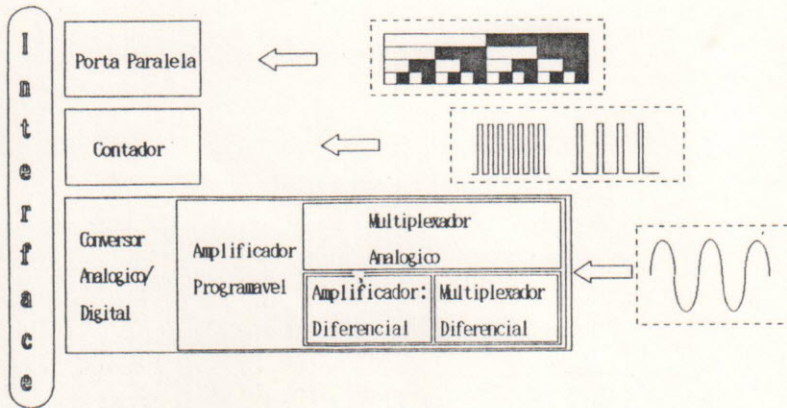 Interface
Porta Paralela
Contador
Conversor
Analogico/
Digital
Amplificador
Programavel
Multiplexador
Analogico
Amplificador:
Diferencial
Multiplexador
Diferencial